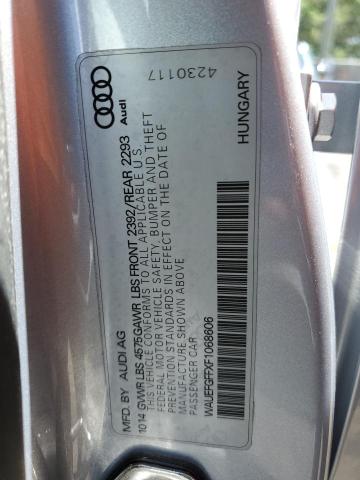 MFD. BY AUDI AG
10 14 GVWR LBS 4575GAWR LBS FRONT 2392/REAR 2293
THIS VEHICLE CONFORMS TO ALL APPLICABLE U S
FEDERAL MOTOR VEHICLE SAFETY, BUMPER AND THEFT
PREVENTION STANDARDS IN EFFECT ON THE DATE OF
MANUFACTURE SHOWN ABOVE
PASSENGER CAR
WAUEFGFFXF1068606
HUNGARY
Audi
4230117